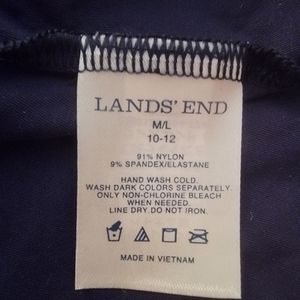 LANDS' END
M/L
10-12
91% NYLON
9% SPANDEX/ELASTANE
HAND WASH COLD.
WASH DARK COLORS SEPARATELY.
ONLY NON-CHLORINE BLEACH
WHEN NEEDED.
LINE DRY. DO NOT IRON.
MADE IN VIETNAM